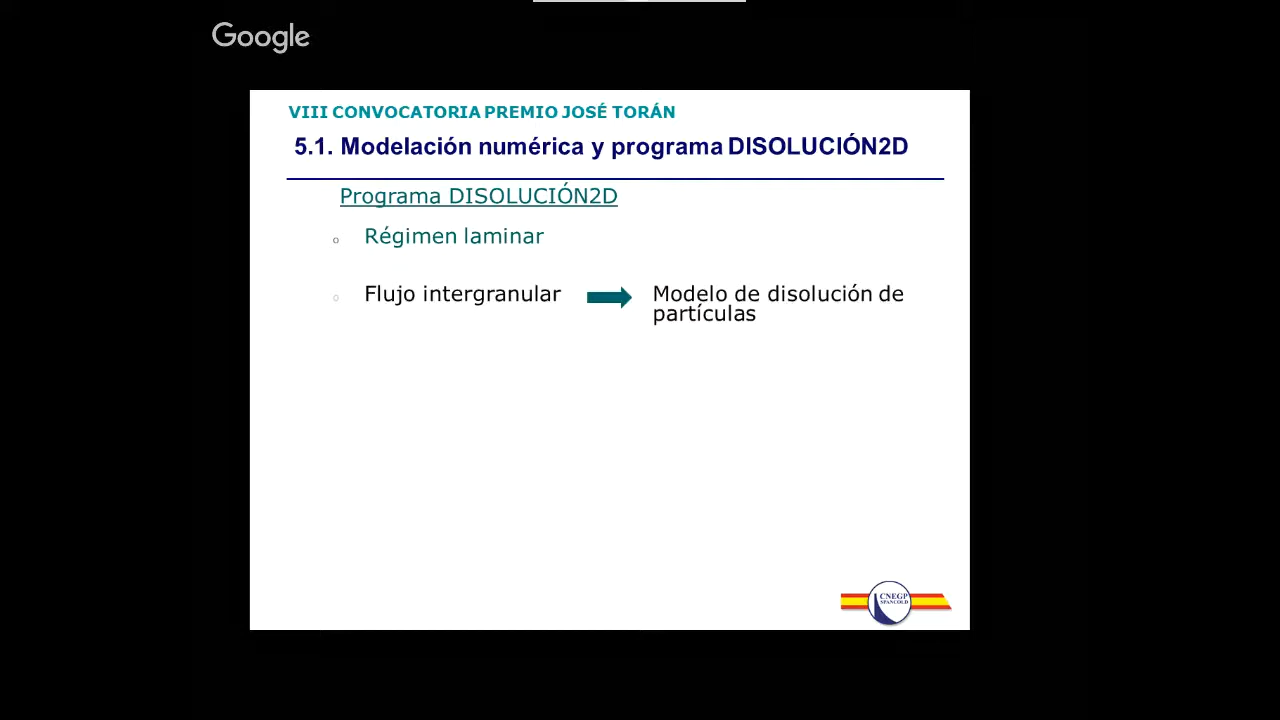 Google
VIII CONVOCATORIA PREMIO JOSÉ TORÁN
5.1. Modelación numérica y programa DISOLUCIÓN2D
Programa DISOLUCIÓN2D
o Régimen laminar
o Flujo intergranular Modelo de disolución de
partículas
CNEGP
SPANCOLD